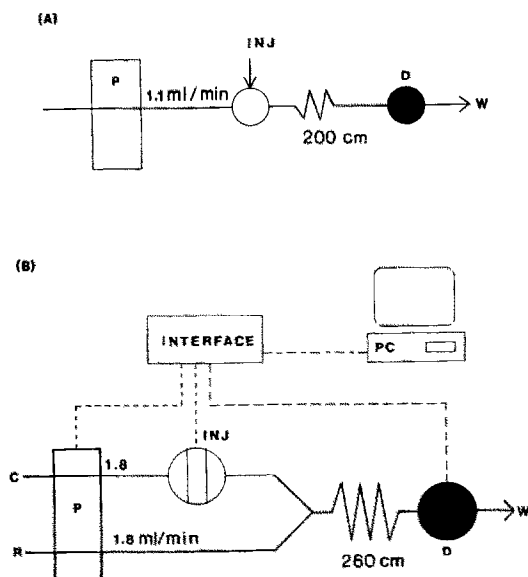 (A)
INJ
P
1.1 ml/min
D
W
200 cm
(B)
INTERFACE
PC
INJ
C
1.8
P
R
1.8 ml/min
W
260 cm
D